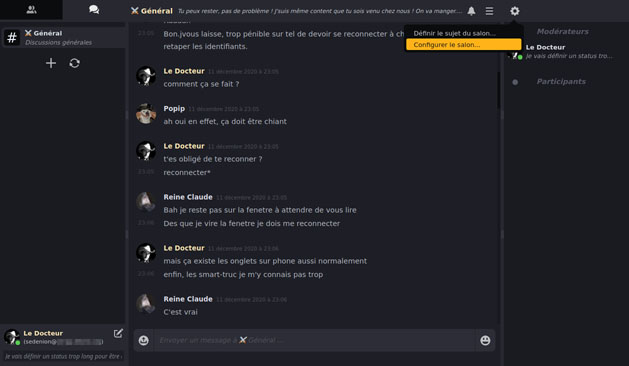 Général
Discussions générales
Général
Tu peux rester, pas de problème ! J'suis même content que tu sois venu chez nous ! On va manger....
Définir le sujet du salon...
Configurer le salon...
Modérateurs
Le Docteur
Je vais définir un status tro...
Participants
23:05
Bon.jvous laisse, trop pénible sur tel de devoir se reconnecter à
retaper les identifiants.
Le Docteur 11 décembre 2020 à 23:05
comment ça se fait ?
Popip 11 décembre 2020 à 23:05
ah oui en effet, ça doit être chiant
Le Docteur 11 décembre 2020 à 23:05
t'es obligé de te reconner ?
23:05 reconnecter*
Reine Claude 11 décembre 2020 à 23:05
Bah je reste pas sur la fenetre à attendre de vous lire
23:06 Des que je vire la fenetre je dois me reconnecter
Le Docteur 11 décembre 2020 à 23:06
mais ça existe les onglets sur phone aussi normalement
23:06 enfin, les smart-truc je m'y connais pas trop
Reine Claude 11 décembre 2020 à 23:06
C'est vrai
Envoyer un message à Général ...
Le Docteur
(sedenion@
Je vais définir un status trop long pour être